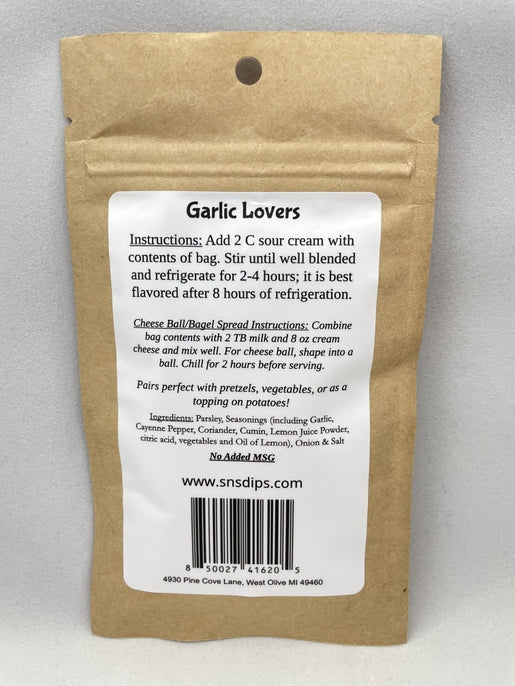 Garlic Lovers
Instructions: Add 2 C sour cream with
contents of bag. Stir until well blended
and refrigerate for 2-4 hours; it is best
flavored after 8 hours of refrigeration.
Cheese Ball/Bagel Spread Instructions: Combine
bag contents with 2 TB milk and 8 oz cream
cheese and mix well. For cheese ball, shape into a
ball. Chill for 2 hours before serving.
Pairs perfect with pretzels, vegetables, or as a
topping on potatoes!
Ingredients: Parsley, Seasonings (including Garlic,
Cayenne Pepper, Coriander, Cumin, Lemon Juice Powder,
citric acid, vegetables and Oil of Lemon), Onion & Salt
No Added MSG
www.snsdips.com
8 50027 41620 5
4930 Pine Cove Lane, West Olive MI 49460